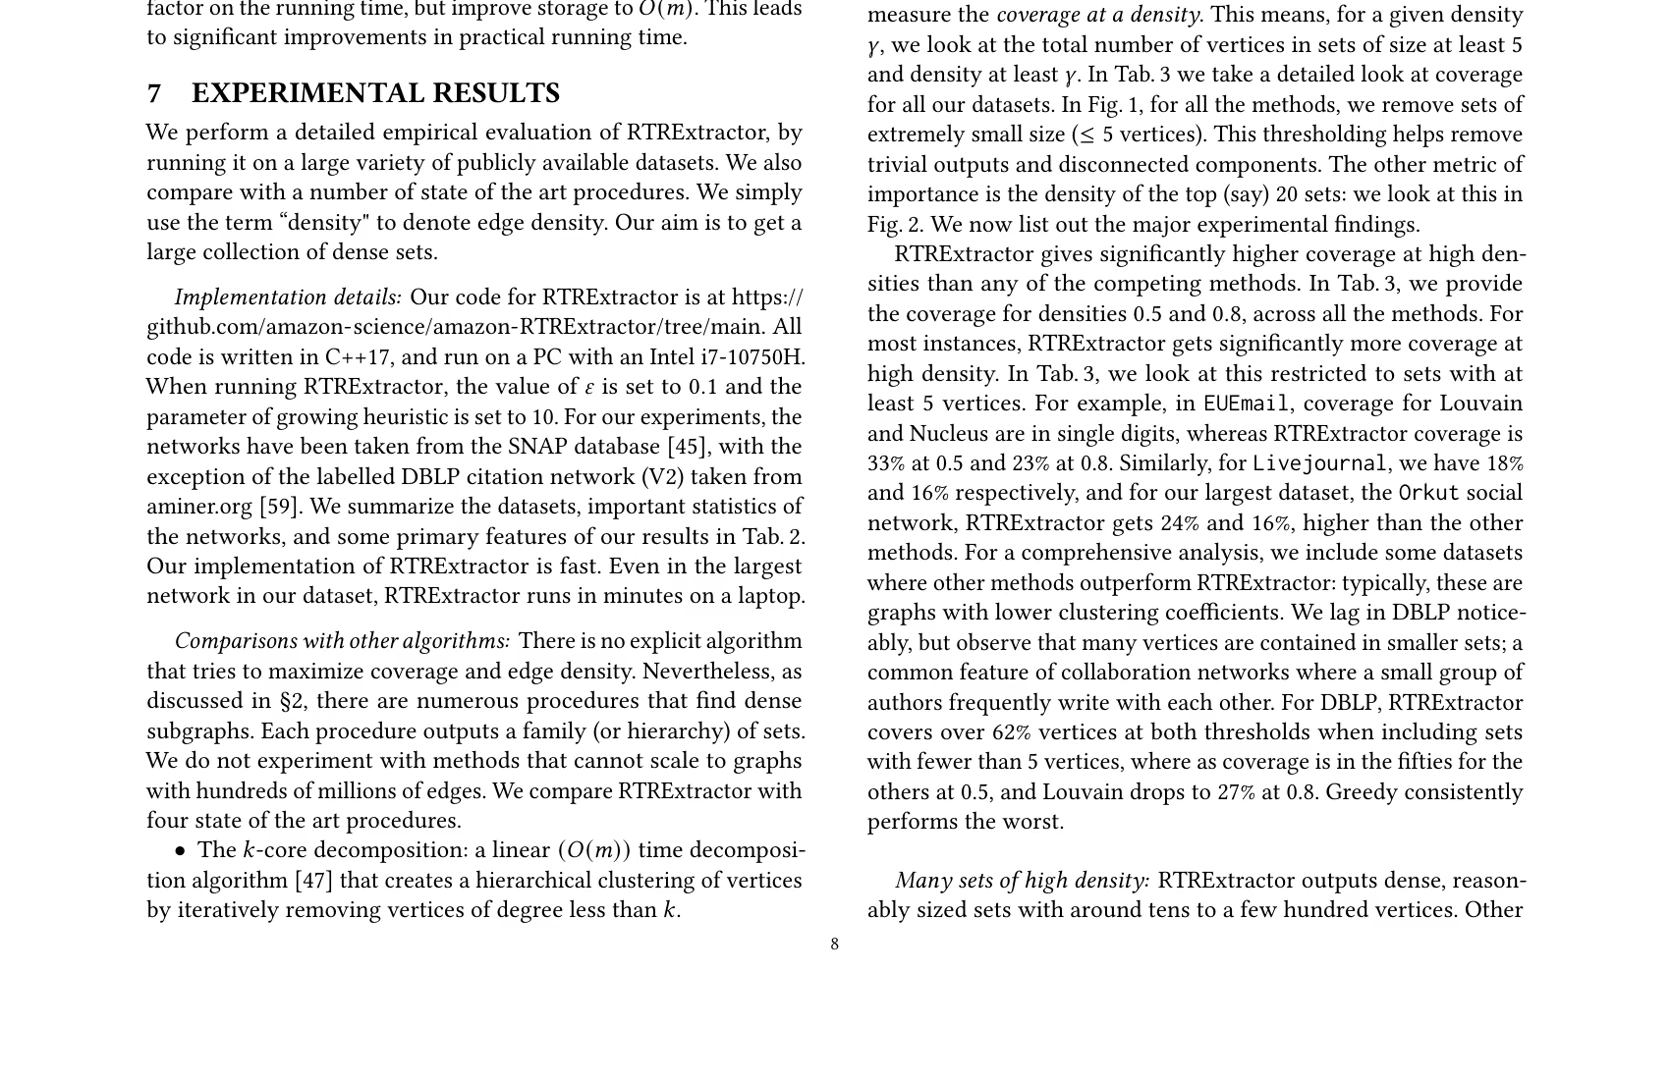 factor on the running time, but improve storage to O(m). This leads
to significant improvements in practical running time.
7 EXPERIMENTAL RESULTS
We perform a detailed empirical evaluation of RTRExtractor, by
running it on a large variety of publicly available datasets. We also
compare with a number of state of the art procedures. We simply
use the term “density" to denote edge density. Our aim is to get a
large collection of dense sets.
Implementation details: Our code for RTRExtractor is at https://
github.com/amazon-science/amazon-RTRExtractor/tree/main. All
code is written in C++17, and run on a PC with an Intel i7-10750H.
When running RTRExtractor, the value of ε is set to 0.1 and the
parameter of growing heuristic is set to 10. For our experiments, the
networks have been taken from the SNAP database [45], with the
exception of the labelled DBLP citation network (V2) taken from
aminer.org [59]. We summarize the datasets, important statistics of
the networks, and some primary features of our results in Tab. 2.
Our implementation of RTRExtractor is fast. Even in the largest
network in our dataset, RTRExtractor runs in minutes on a laptop.
Comparisons with other algorithms: There is no explicit algorithm
that tries to maximize coverage and edge density. Nevertheless, as
discussed in §2, there are numerous procedures that find dense
subgraphs. Each procedure outputs a family (or hierarchy) of sets.
We do not experiment with methods that cannot scale to graphs
with hundreds of millions of edges. We compare RTRExtractor with
four state of the art procedures.
• The k-core decomposition: a linear (O(m)) time decomposi-
tion algorithm [47] that creates a hierarchical clustering of vertices
by iteratively removing vertices of degree less than k.
measure the coverage at a density. This means, for a given density
γ, we look at the total number of vertices in sets of size at least 5
and density at least γ. In Tab. 3 we take a detailed look at coverage
for all our datasets. In Fig. 1, for all the methods, we remove sets of
extremely small size (≤ 5 vertices). This thresholding helps remove
trivial outputs and disconnected components. The other metric of
importance is the density of the top (say) 20 sets: we look at this in
Fig. 2. We now list out the major experimental findings.
RTRExtractor gives significantly higher coverage at high den-
sities than any of the competing methods. In Tab. 3, we provide
the coverage for densities 0.5 and 0.8, across all the methods. For
most instances, RTRExtractor gets significantly more coverage at
high density. In Tab. 3, we look at this restricted to sets with at
least 5 vertices. For example, in EUEmail, coverage for Louvain
and Nucleus are in single digits, whereas RTRExtractor coverage is
33% at 0.5 and 23% at 0.8. Similarly, for Livejournal, we have 18%
and 16% respectively, and for our largest dataset, the Orkut social
network, RTRExtractor gets 24% and 16%, higher than the other
methods. For a comprehensive analysis, we include some datasets
where other methods outperform RTRExtractor: typically, these are
graphs with lower clustering coefficients. We lag in DBLP notice-
ably, but observe that many vertices are contained in smaller sets; a
common feature of collaboration networks where a small group of
authors frequently write with each other. For DBLP, RTRExtractor
covers over 62% vertices at both thresholds when including sets
with fewer than 5 vertices, where as coverage is in the fifties for the
others at 0.5, and Louvain drops to 27% at 0.8. Greedy consistently
performs the worst.
Many sets of high density: RTRExtractor outputs dense, reason-
ably sized sets with around tens to a few hundred vertices. Other
8